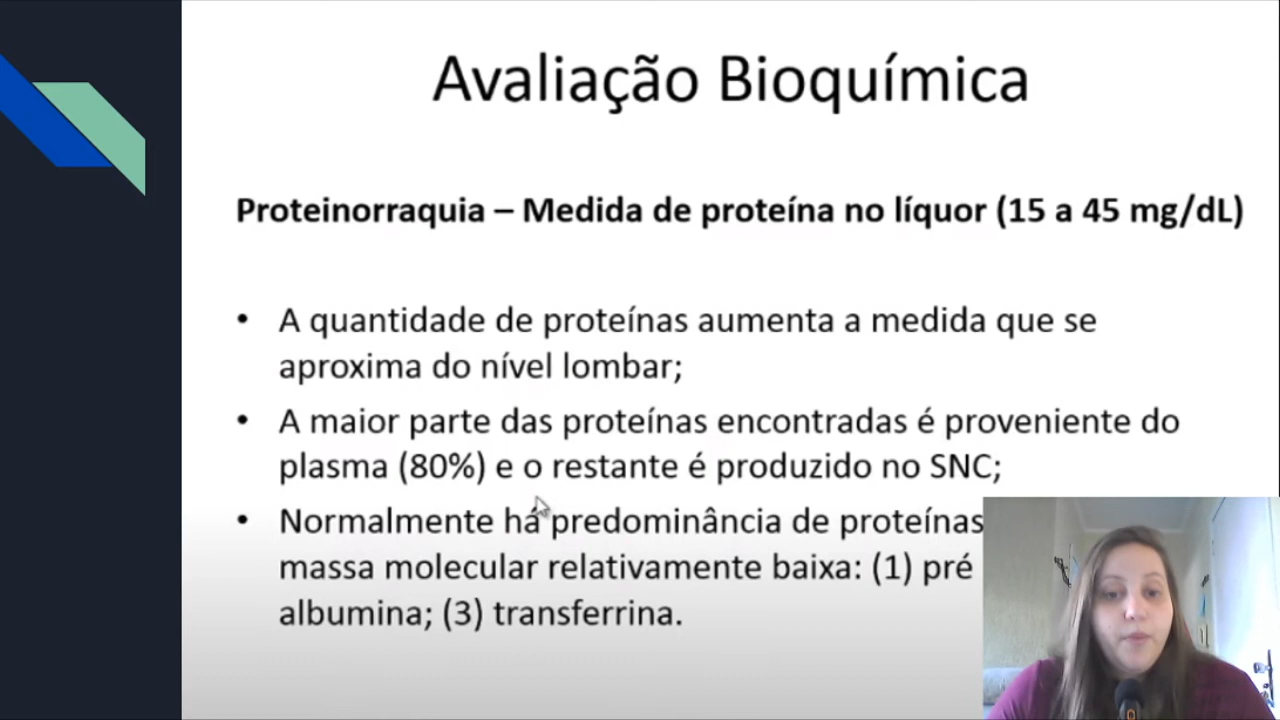 Avaliação Bioquímica
Proteinorraquia – Medida de proteína no líquor (15 a 45 mg/dL)
• A quantidade de proteínas aumenta a medida que se
aproxima do nível lombar;
• A maior parte das proteínas encontradas é proveniente do
plasma (80%) e o restante é produzido no SNC;
• Normalmente há predominância de proteínas
massa molecular relativamente baixa: (1) pré
albumina; (3) transferrina.